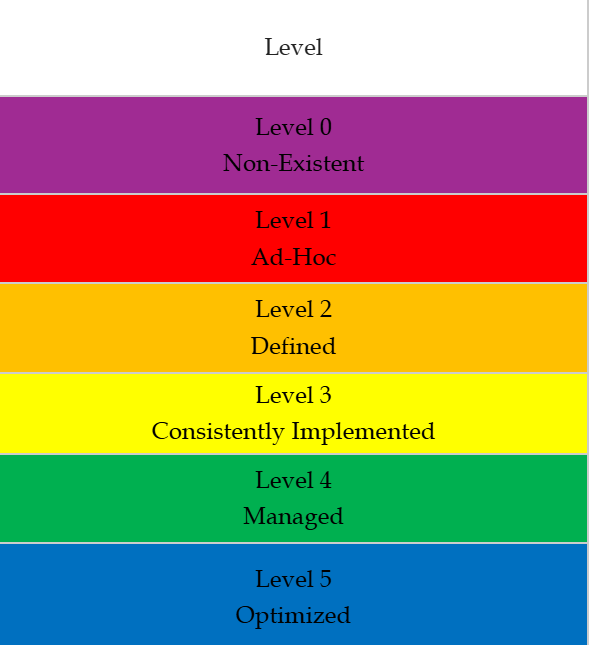 Level
Level 0
Non-Existent
Level 1
Ad-Hoc
Level 2
Defined
Level 3
Consistently Implemented
Level 4
Managed
Level 5
Optimized